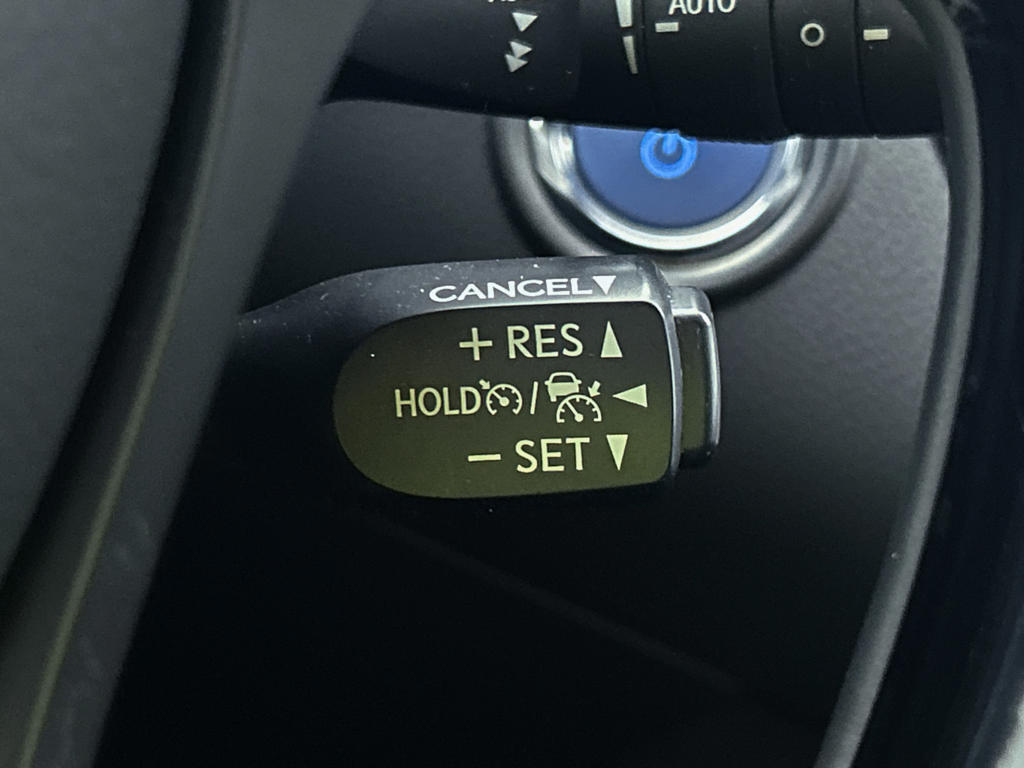 AUTO
CANCEL
+ RES
HOLD /
− SET